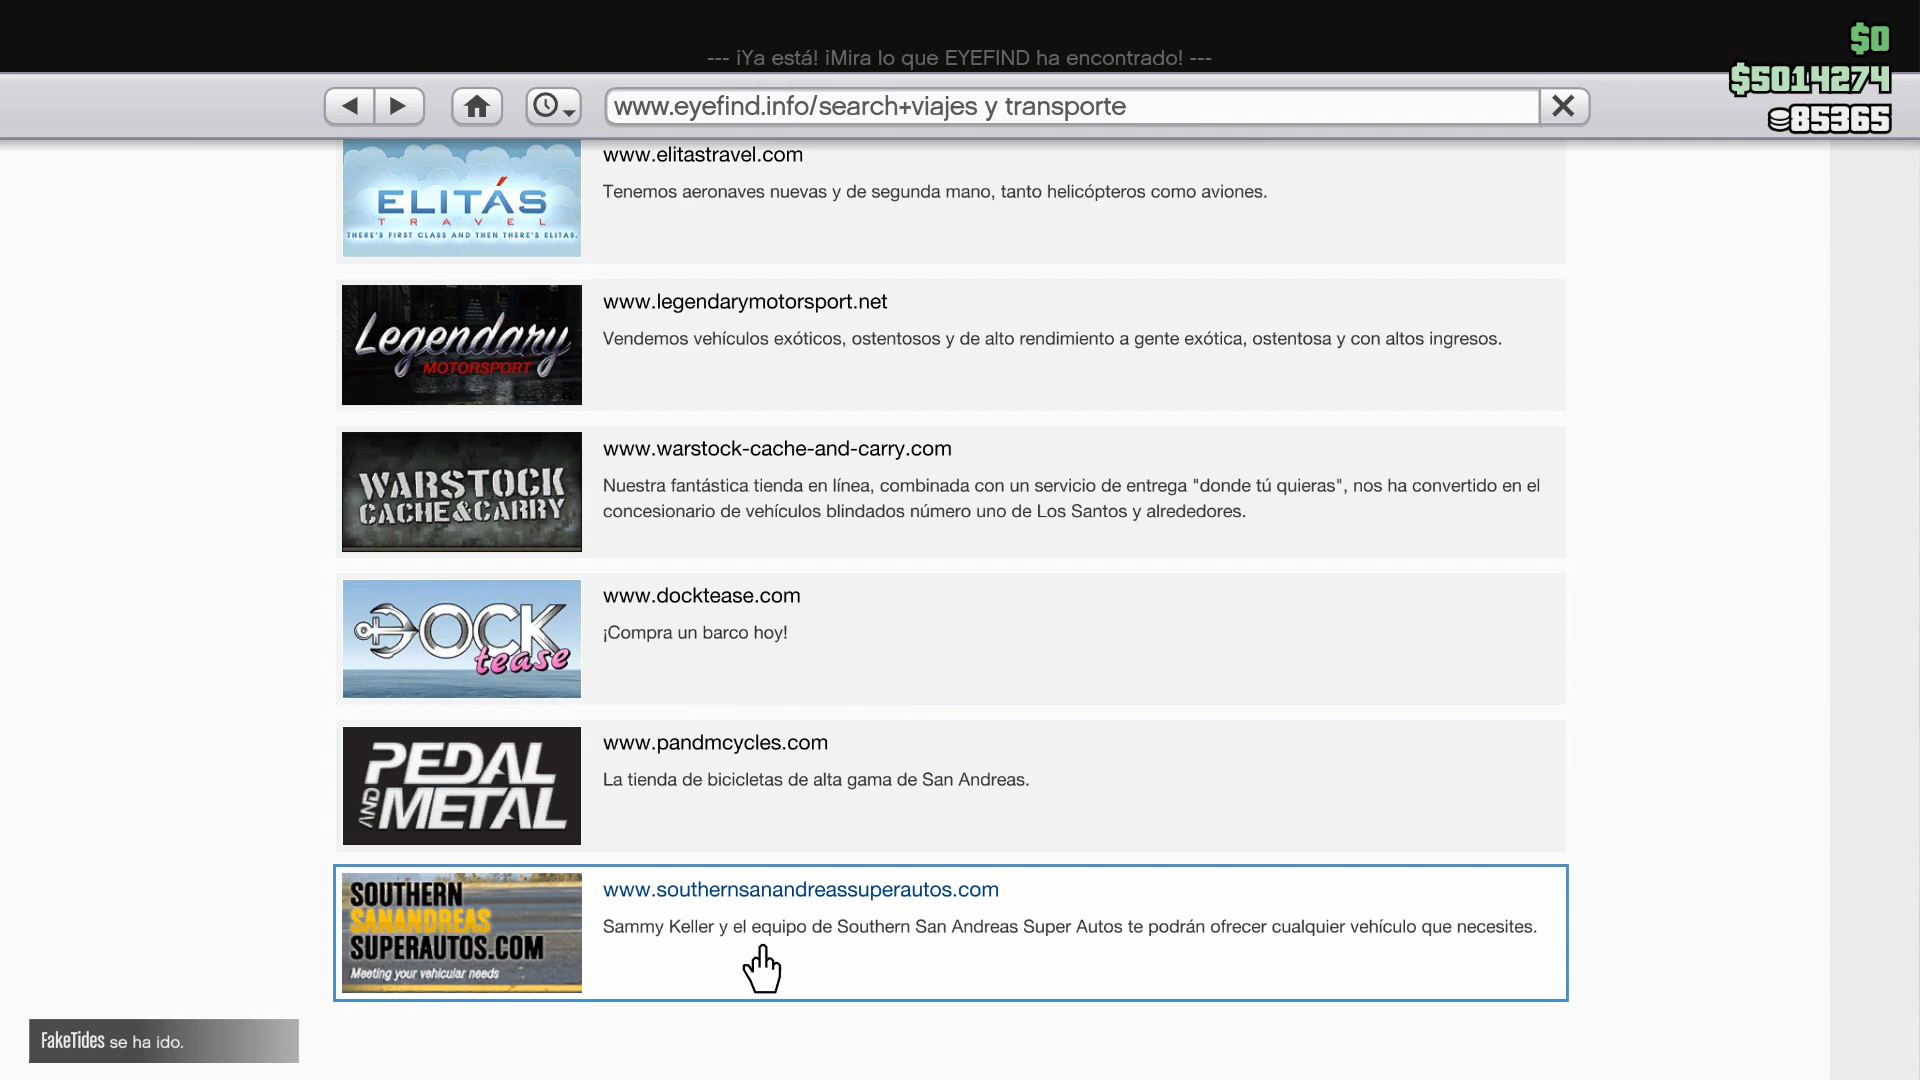 --- ¡Ya está! ¡Mira lo que EYEFIND ha encontrado! ---
$0
$5014274
85365
www.eyefind.info/search+viajes y transporte
ELITÁS
TRAVEL
THERE'S FIRST CLASS AND THEN THERE'S ELITAS.
www.elitastravel.com
Tenemos aeronaves nuevas y de segunda mano, tanto helicópteros como aviones.
Legendary
MOTORSPORT
www.legendarymotorsport.net
Vendemos vehículos exóticos, ostentosos y de alto rendimiento a gente exótica, ostentosa y con altos ingresos.
WARSTOCK
CACHE&CARRY
www.warstock-cache-and-carry.com
Nuestra fantástica tienda en línea, combinada con un servicio de entrega "donde tú quieras", nos ha convertido en el
concesionario de vehículos blindados número uno de Los Santos y alrededores.
DOCK
tease
www.docktease.com
¡Compra un barco hoy!
PEDAL
AND METAL
www.pandmcycles.com
La tienda de bicicletas de alta gama de San Andreas.
SOUTHERN
SANANDREAS
SUPERAUTOS.COM
Meeting your vehicular needs
www.southernsanandreassuperautos.com
Sammy Keller y el equipo de Southern San Andreas Super Autos te podrán ofrecer cualquier vehículo que necesites.
FakeTides se ha ido.